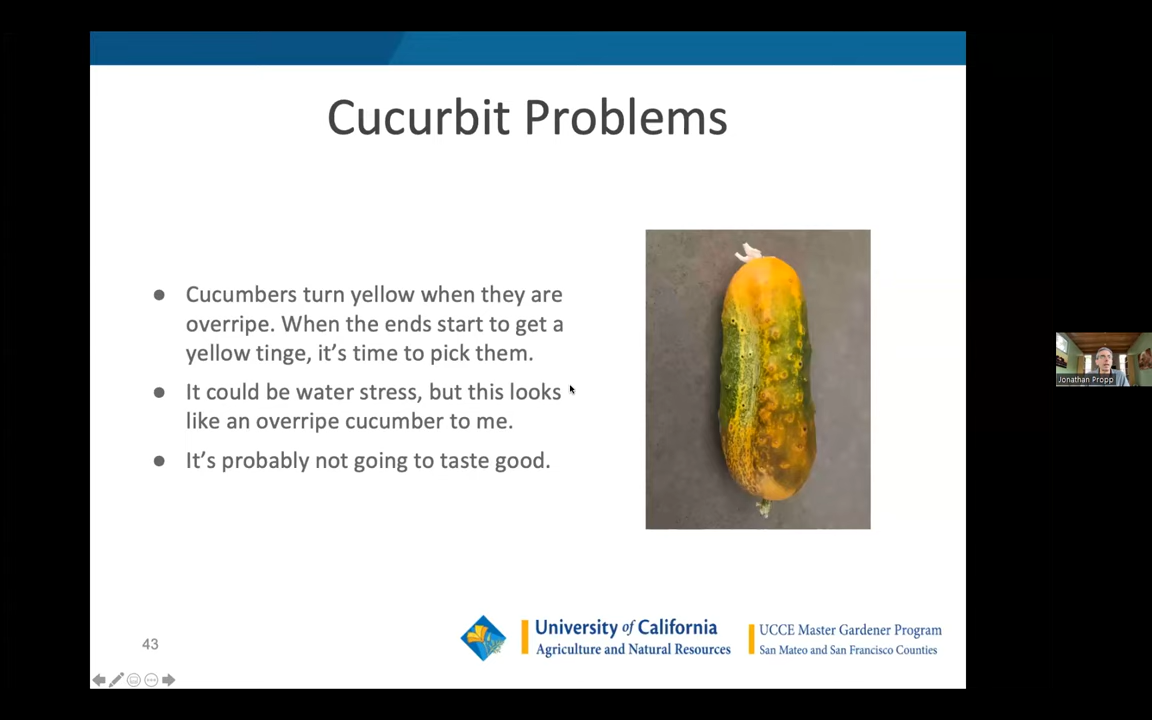 Cucurbit Problems
● Cucumbers turn yellow when they are
overripe. When the ends start to get a
yellow tinge, it's time to pick them.
● It could be water stress, but this looks
like an overripe cucumber to me.
● It's probably not going to taste good.
Jonathan Propp
43
University of California
Agriculture and Natural Resources
UCCE Master Gardener Program
San Mateo and San Francisco Counties